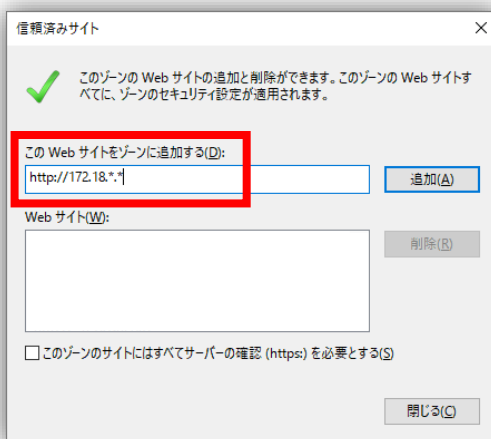 信頼済みサイト
このゾーンの Web サイトの追加と削除ができます。このゾーンの Web サイトす
べてに、ゾーンのセキュリティ設定が適用されます。
この Web サイトをゾーンに追加する(D):
http://172.18.*.*
追加(A)
Web サイト(W):
削除(R)
このゾーンのサイトにはすべてサーバーの確認 (https:) を必要とする(S)
閉じる(C)